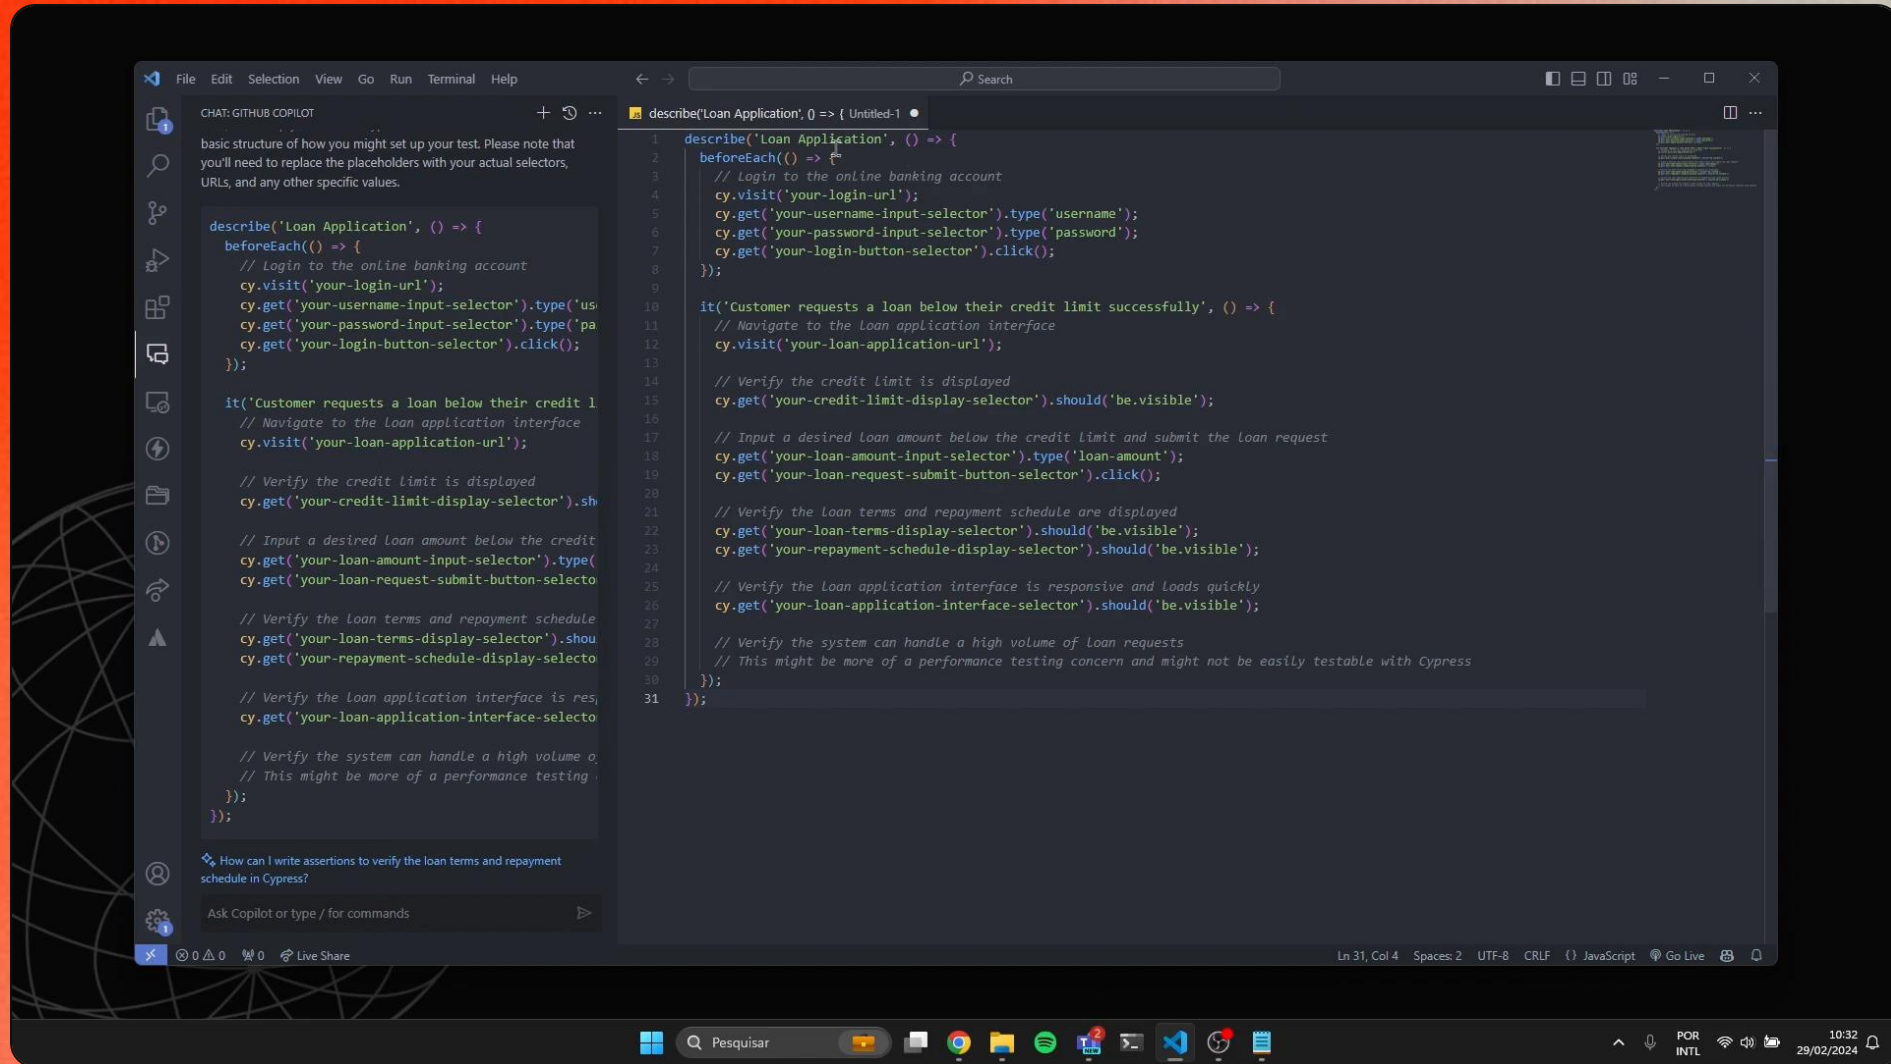 File Edit Selection View Go Run Terminal Help
Search
CHAT: GITHUB COPILOT
basic structure of how you might set up your test. Please note that
you'll need to replace the placeholders with your actual selectors,
URLs, and any other specific values.
describe('Loan Application', () => {
beforeEach(() => {
// Login to the online banking account
cy.visit('your-login-url');
cy.get('your-username-input-selector').type('use
cy.get('your-password-input-selector').type('pa
cy.get('your-login-button-selector').click();
});
it('Customer requests a loan below their credit l
// Navigate to the loan application interface
cy.visit('your-loan-application-url');
// Verify the credit limit is displayed
cy.get('your-credit-limit-display-selector').sh
// Input a desired loan amount below the credit
cy.get('your-loan-amount-input-selector').type(
cy.get('your-loan-request-submit-button-selecto
// Verify the loan terms and repayment schedule
cy.get('your-loan-terms-display-selector').shou
cy.get('your-repayment-schedule-display-selecto
// Verify the loan application interface is resp
cy.get('your-loan-application-interface-selecto
// Verify the system can handle a high volume o
// This might be more of a performance testing
});
});
How can I write assertions to verify the loan terms and repayment
schedule in Cypress?
Ask Copilot or type / for commands
describe('Loan Application', () => { Untitled-1
1 describe('Loan Application', () => {
2 beforeEach(() => {
3 // Login to the online banking account
4 cy.visit('your-login-url');
5 cy.get('your-username-input-selector').type('username');
6 cy.get('your-password-input-selector').type('password');
7 cy.get('your-login-button-selector').click();
8 });
9
10 it('Customer requests a loan below their credit limit successfully', () => {
11 // Navigate to the loan application interface
12 cy.visit('your-loan-application-url');
13
14 // Verify the credit limit is displayed
15 cy.get('your-credit-limit-display-selector').should('be.visible');
16
17 // Input a desired loan amount below the credit limit and submit the loan request
18 cy.get('your-loan-amount-input-selector').type('loan-amount');
19 cy.get('your-loan-request-submit-button-selector').click();
20
21 // Verify the loan terms and repayment schedule are displayed
22 cy.get('your-loan-terms-display-selector').should('be.visible');
23 cy.get('your-repayment-schedule-display-selector').should('be.visible');
24
25 // Verify the loan application interface is responsive and loads quickly
26 cy.get('your-loan-application-interface-selector').should('be.visible');
27
28 // Verify the system can handle a high volume of loan requests
29 // This might be more of a performance testing concern and might not be easily testable with Cypress
30 });
31 });
0 0 0 Live Share
Ln 31, Col 4 Spaces: 2 UTF-8 CRLF {} JavaScript Go Live
Pesquisar
2
NEW
POR
INTL
10:32
29/02/2024
1
1